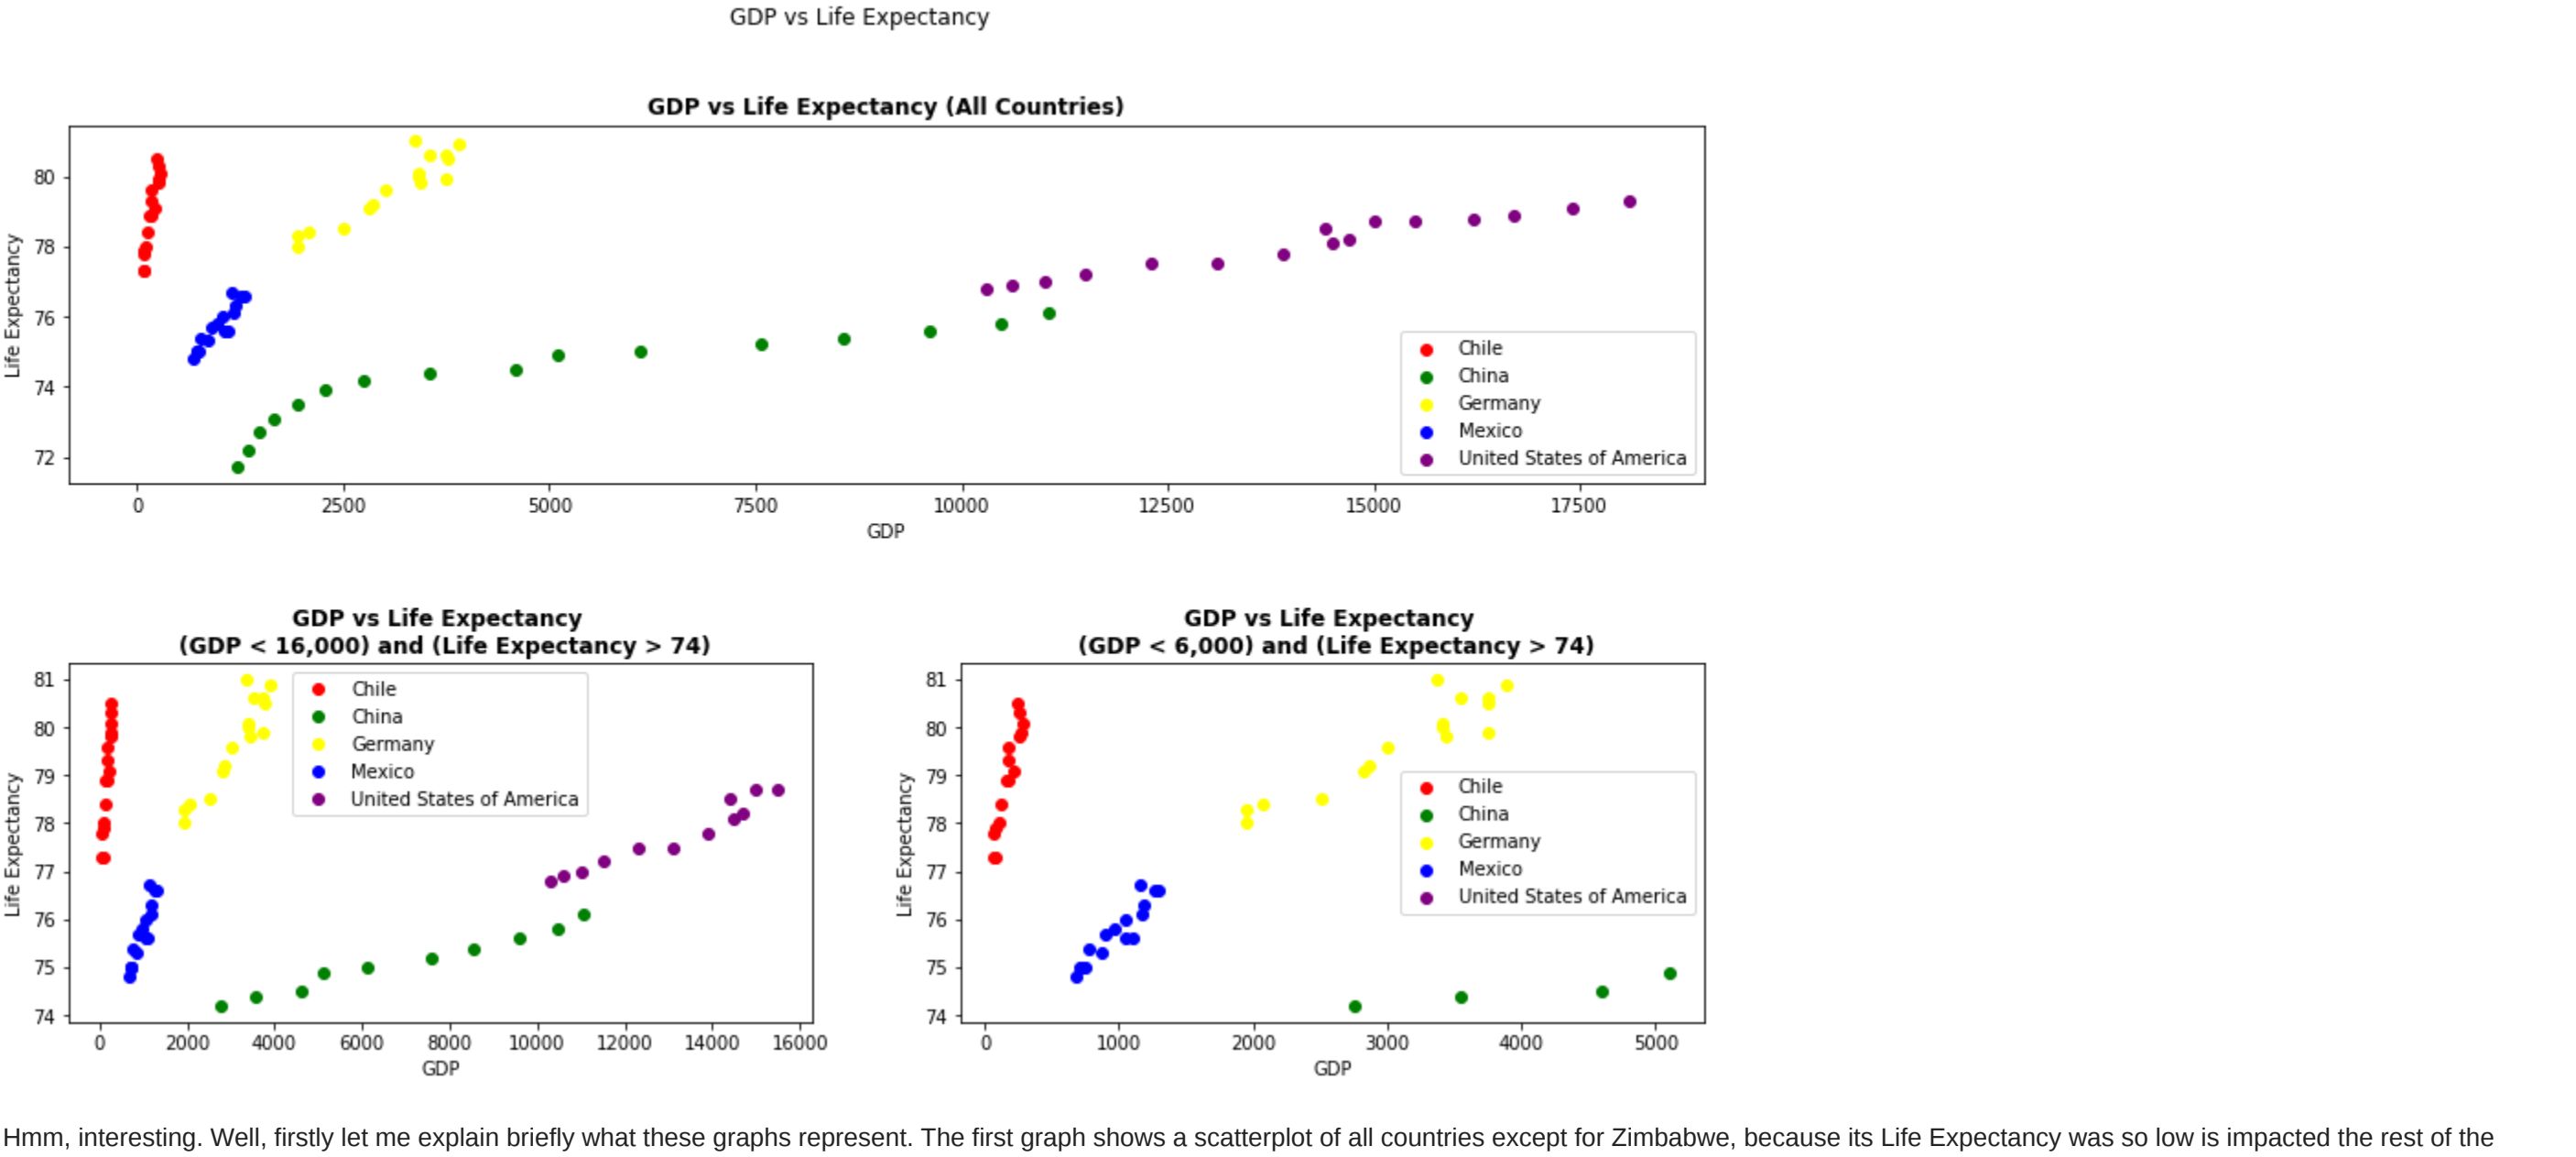 GDP vs Life Expectancy
GDP vs Life Expectancy (All Countries)
Life Expectancy
80
78
76
74
72
0 2500 5000 7500 10000 12500 15000 17500
GDP
Chile
China
Germany
Mexico
United States of America
GDP vs Life Expectancy
(GDP < 16,000) and (Life Expectancy > 74)
Life Expectancy
81
80
79
78
77
76
75
74
0 2000 4000 6000 8000 10000 12000 14000 16000
GDP
Chile
China
Germany
Mexico
United States of America
GDP vs Life Expectancy
(GDP < 6,000) and (Life Expectancy > 74)
Life Expectancy
81
80
79
78
77
76
75
74
0 1000 2000 3000 4000 5000
GDP
Chile
China
Germany
Mexico
United States of America
Hmm, interesting. Well, firstly let me explain briefly what these graphs represent. The first graph shows a scatterplot of all countries except for Zimbabwe, because its Life Expectancy was so low is impacted the rest of the